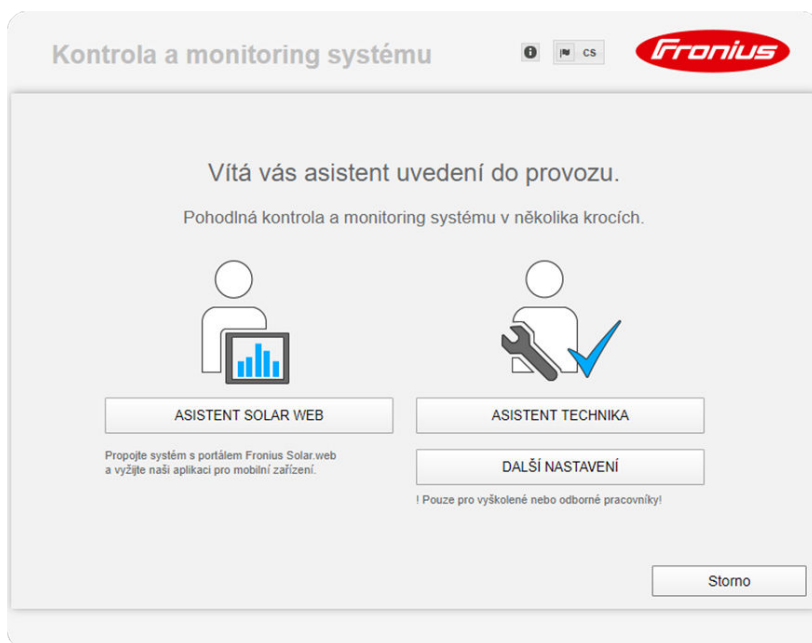 Kontrola a monitoring systému
CS
Fronius
Vítá vás asistent uvedení do provozu.
Pohodlná kontrola a monitoring systému v několika krocích.
ASISTENT SOLAR WEB
ASISTENT TECHNIKA
Propojte systém s portálem Fronius Solar.web
a vyžijte naši aplikaci pro mobilní zařízení.
DALŠÍ NASTAVENÍ
! Pouze pro vyškolené nebo odborné pracovníky!
Storno